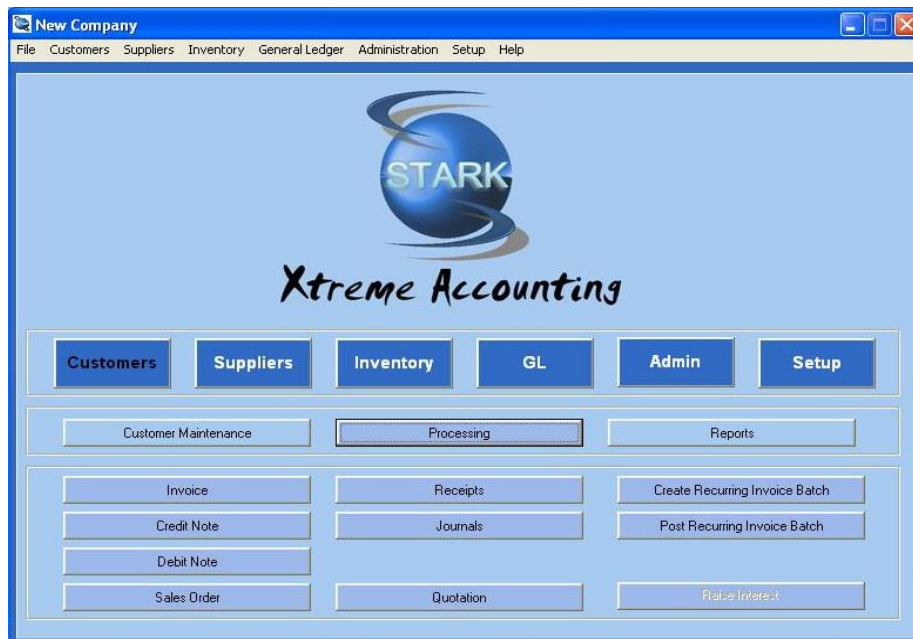 New Company
File Customers Suppliers Inventory General Ledger Administration Setup Help
STARK
Xtreme Accounting
Customers Suppliers Inventory GL Admin Setup
Customer Maintenance Processing Reports
Invoice Receipts Create Recurring Invoice Batch
Credit Note Journals Post Recurring Invoice Batch
Debit Note
Sales Order Quotation Raise Interest